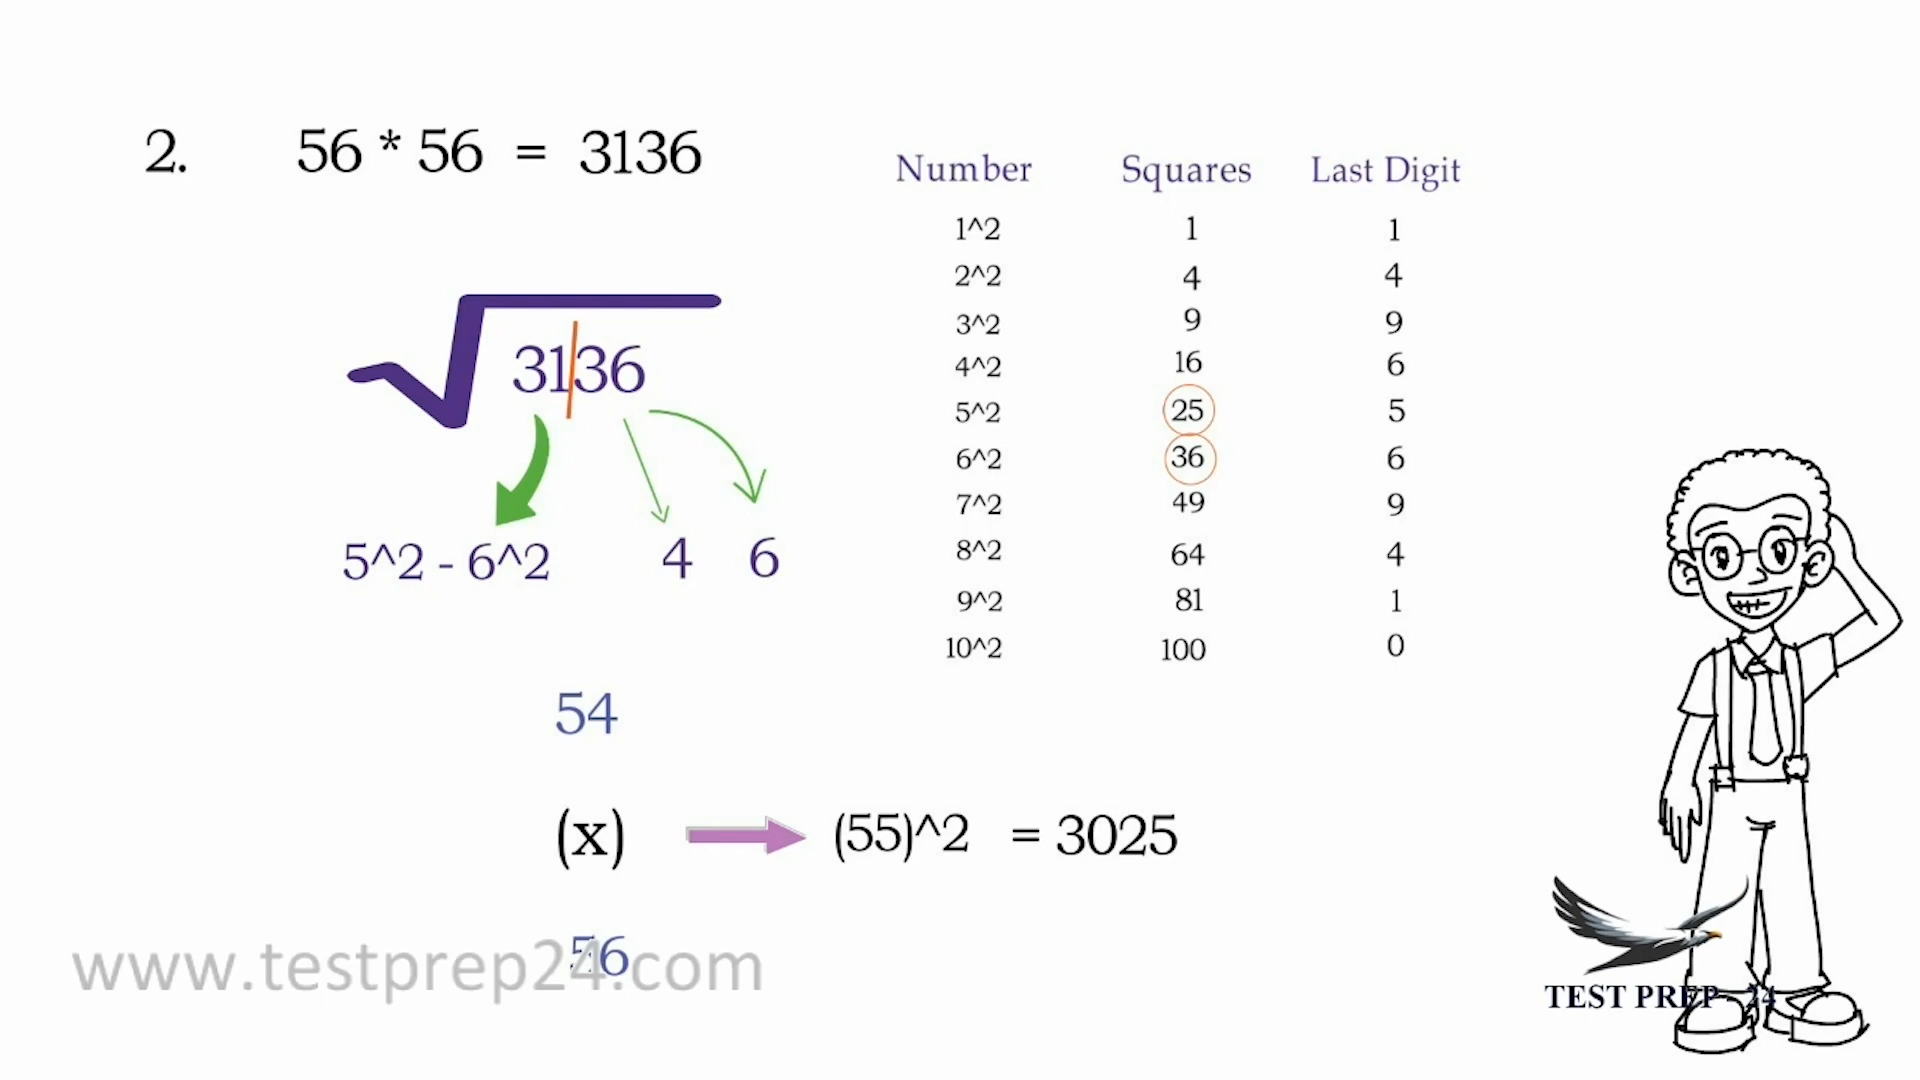 2. 56 * 56 = 3136
Number Squares Last Digit
1^2 1 1
2^2 4 4
3^2 9 9
4^2 16 6
5^2 25 5
6^2 36 6
7^2 49 9
8^2 64 4
9^2 81 1
10^2 100 0
3136
5^2 - 6^2 4 6
54
(x) (55)^2 = 3025
56
www.testprep24.com
TEST PREP 24